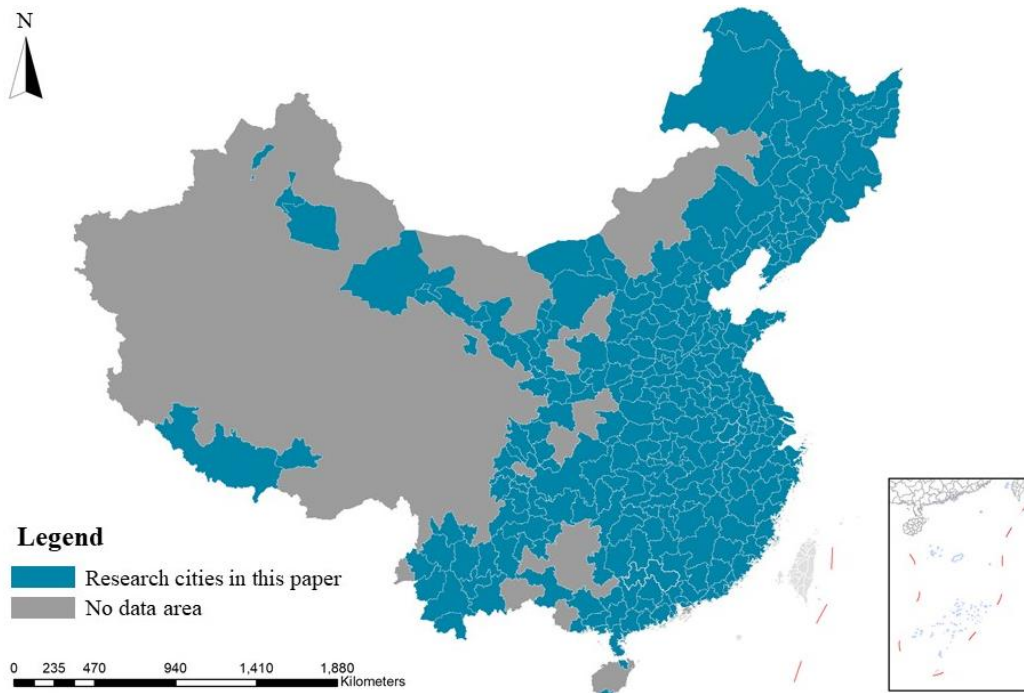 N
Legend
Research cities in this paper
No data area
0 235 470 940 1,410 1,880
Kilometers